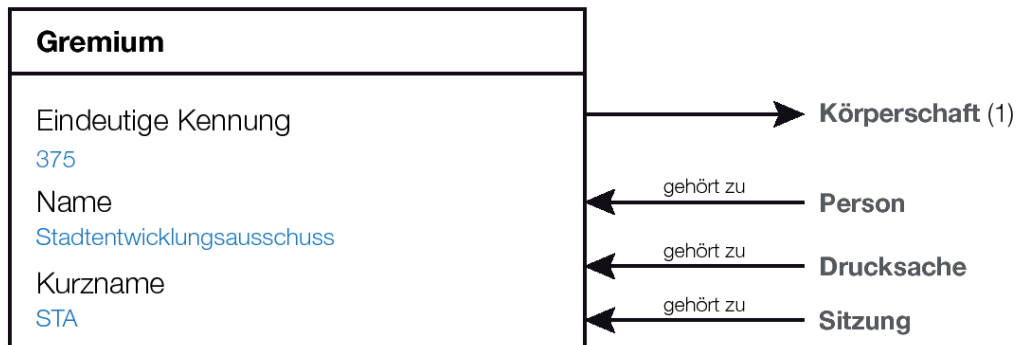 Gremium
Eindeutige Kennung
375
Name
Stadtentwicklungsausschuss
Kurzname
STA
Körperschaft (1)
gehört zu
Person
gehört zu
Drucksache
gehört zu
Sitzung